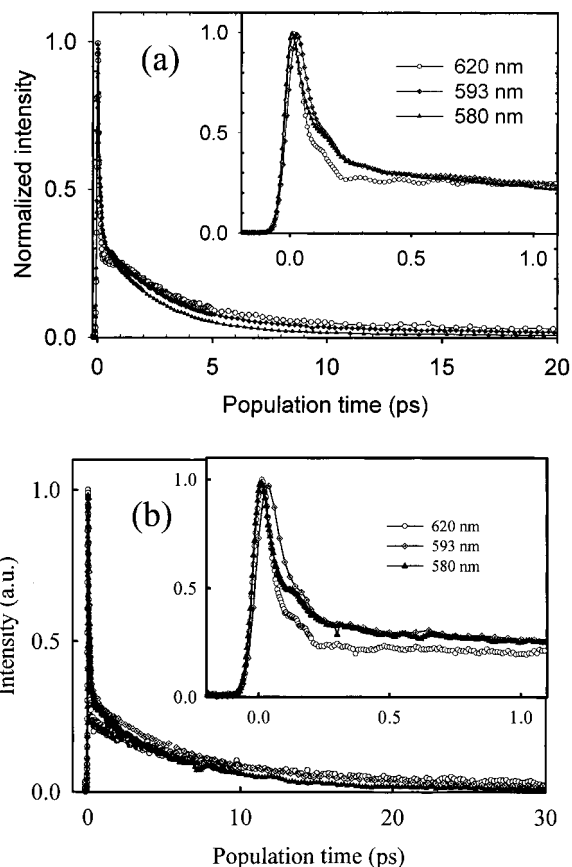 (a)
1.0
0.5
0.0
Normalized intensity
1.0
0.5
0.0
620 nm
593 nm
580 nm
0.0 0.6 1.0
0 5 10 15 20
Population time (ps)
(b)
1.0
0.5
0.0
Intensity (a.u.)
1.0
0.5
0.0
620 nm
593 nm
580 nm
0.0 0.5 1.0
0 10 20 30
Population time (ps)